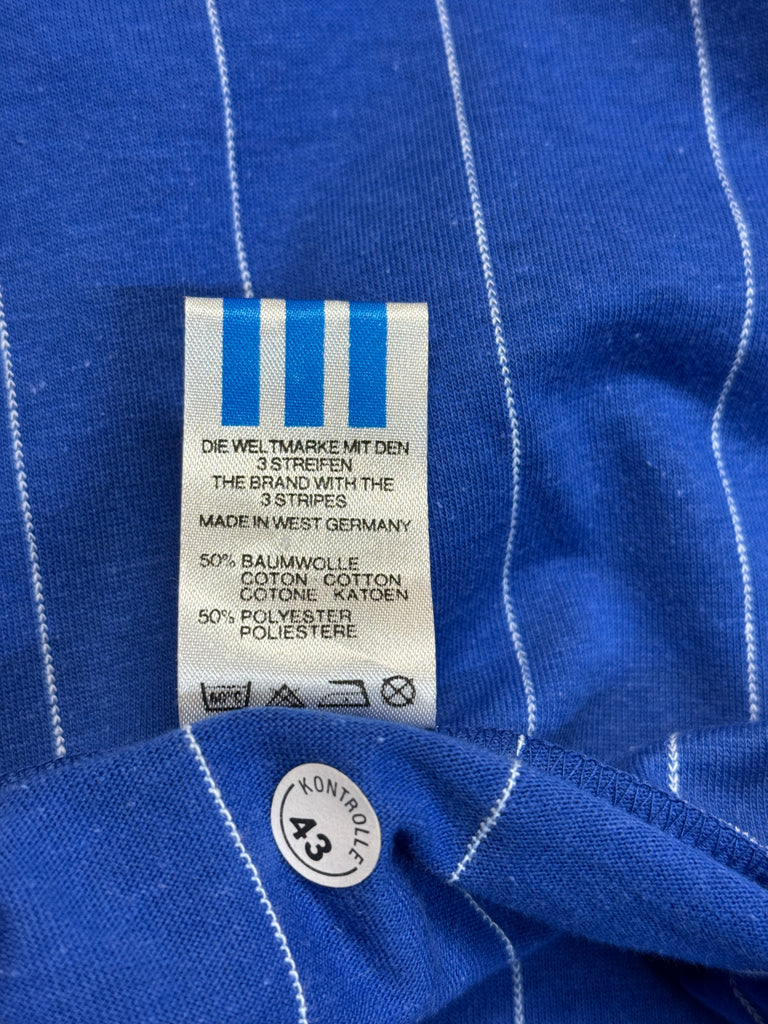 DIE WELTMARKE MIT DEN
3 STREIFEN
THE BRAND WITH THE
3 STRIPES
MADE IN WEST GERMANY
50% BAUMWOLLE
COTON COTTON
COTONE KATOEN
50% POLYESTER
POLIESTERE
60°C
KONTROLLE
43